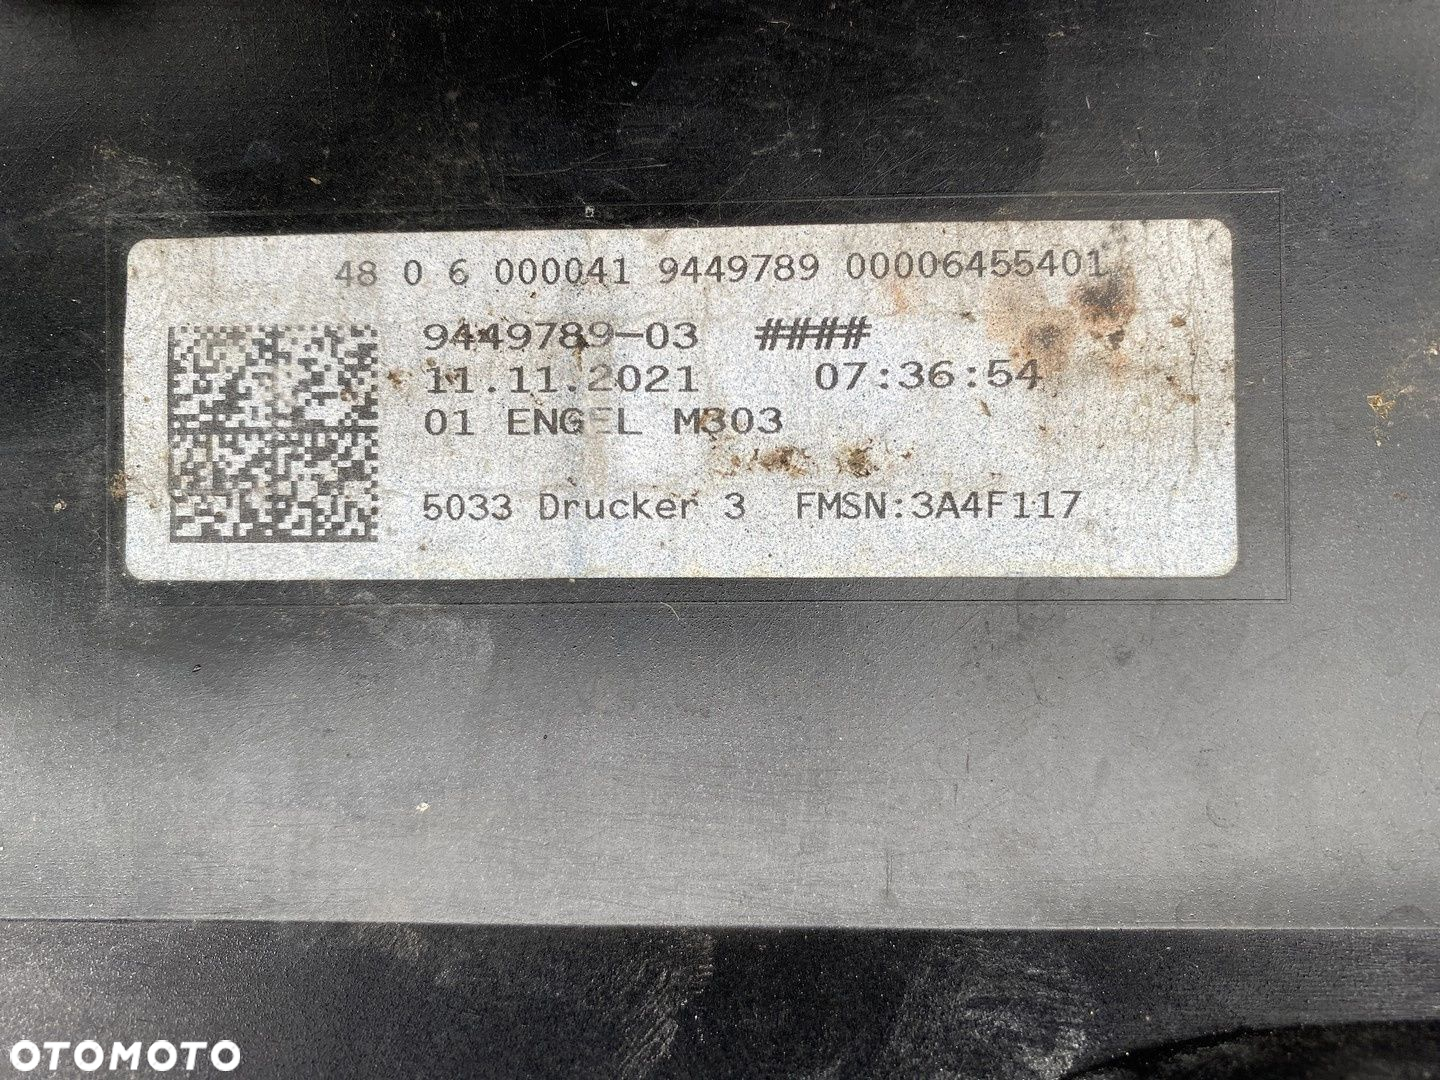 48 0 6 000041 9449789 00006455401
9449789-03 ####
11.11.2021 07:36:54
01 ENGEL M303
5033 Drucker 3 FMSN:3A4F117
OTOMOTO